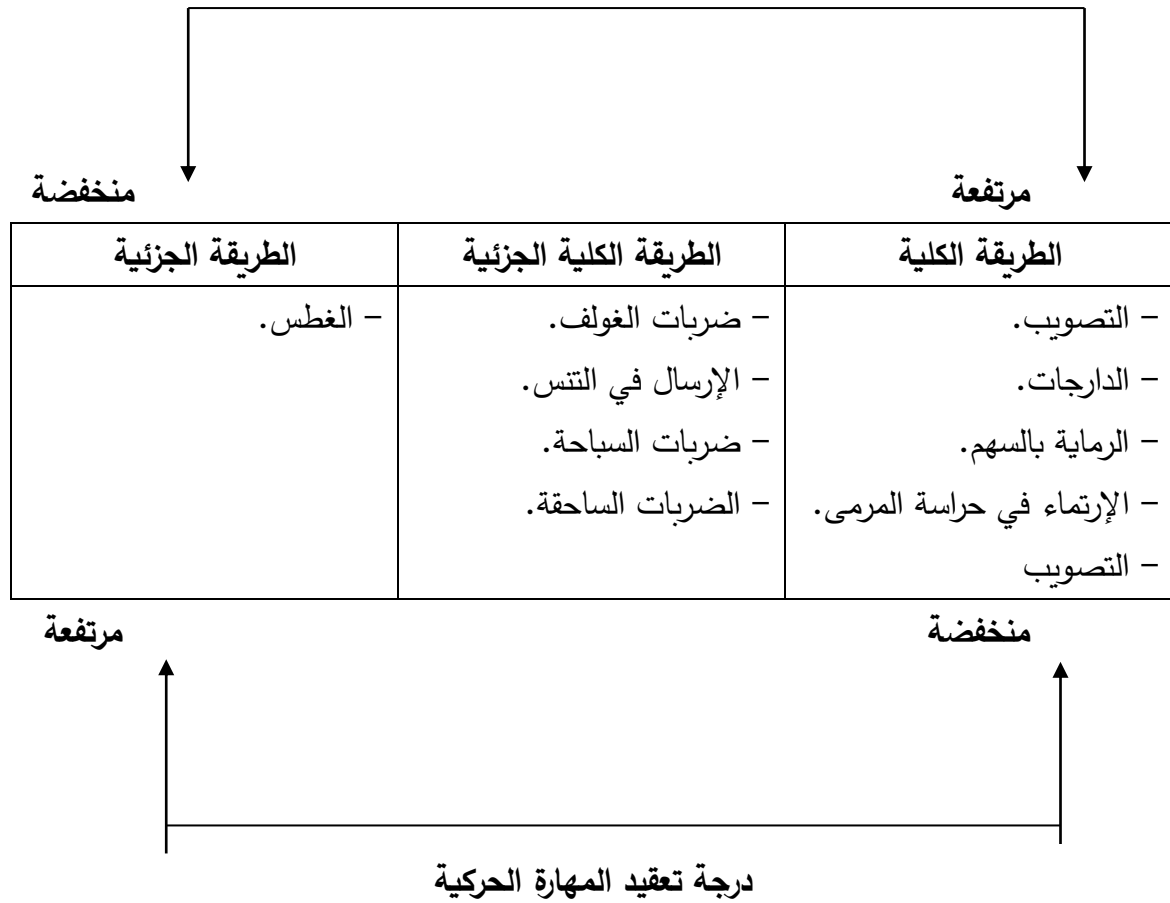 مرتفعة
منخفضة
الطريقة الكلية
الطريقة الكلية الجزئية
الطريقة الجزئية
– التصويب.
– الدارجات.
– الرماية بالسهم.
– الإرتماء في حراسة المرمى.
– التصويب
– ضربات الغولف.
– الإرسال في التنس.
– ضربات السباحة.
– الضربات الساحقة.
– الغطس.
منخفضة
مرتفعة
درجة تعقيد المهارة الحركية